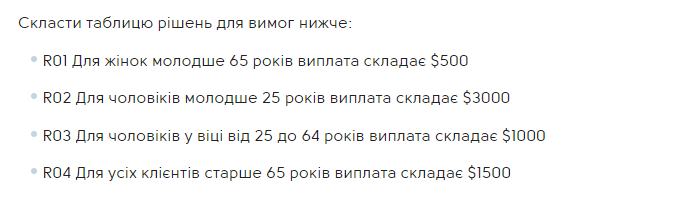 Скласти таблицю рішень для вимог нижче:
R01 Для жінок молодше 65 років виплата складає $500
R02 Для чоловіків молодше 25 років виплата складає $3000
R03 Для чоловіків у віці від 25 до 64 років виплата складає $1000
R04 Для усіх клієнтів старше 65 років виплата складає $1500